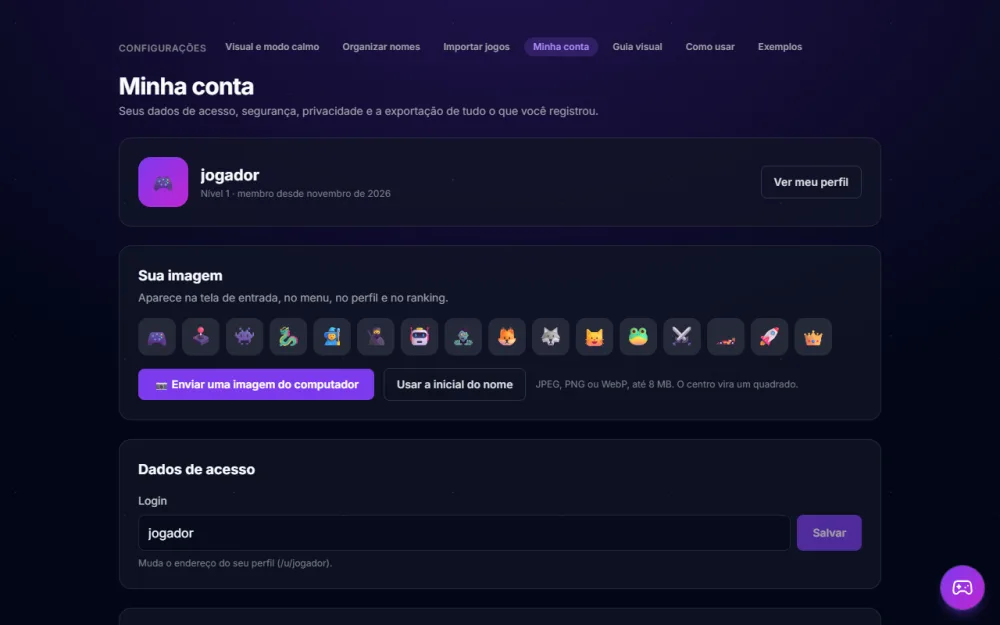 CONFIGURAÇÕES Visual e modo calmo Organizar nomes Importar jogos Minha conta Guia visual Como usar Exemplos
Minha conta
Seus dados de acesso, segurança, privacidade e a exportação de tudo o que você registrou.
jogador
Nível 1 · membro desde novembro de 2026
Ver meu perfil
Sua imagem
Aparece na tela de entrada, no menu, no perfil e no ranking.
Enviar uma imagem do computador Usar a inicial do nome JPEG, PNG ou WebP, até 8 MB. O centro vira um quadrado.
Dados de acesso
Login
jogador Salvar
Muda o endereço do seu perfil (/u/jogador).